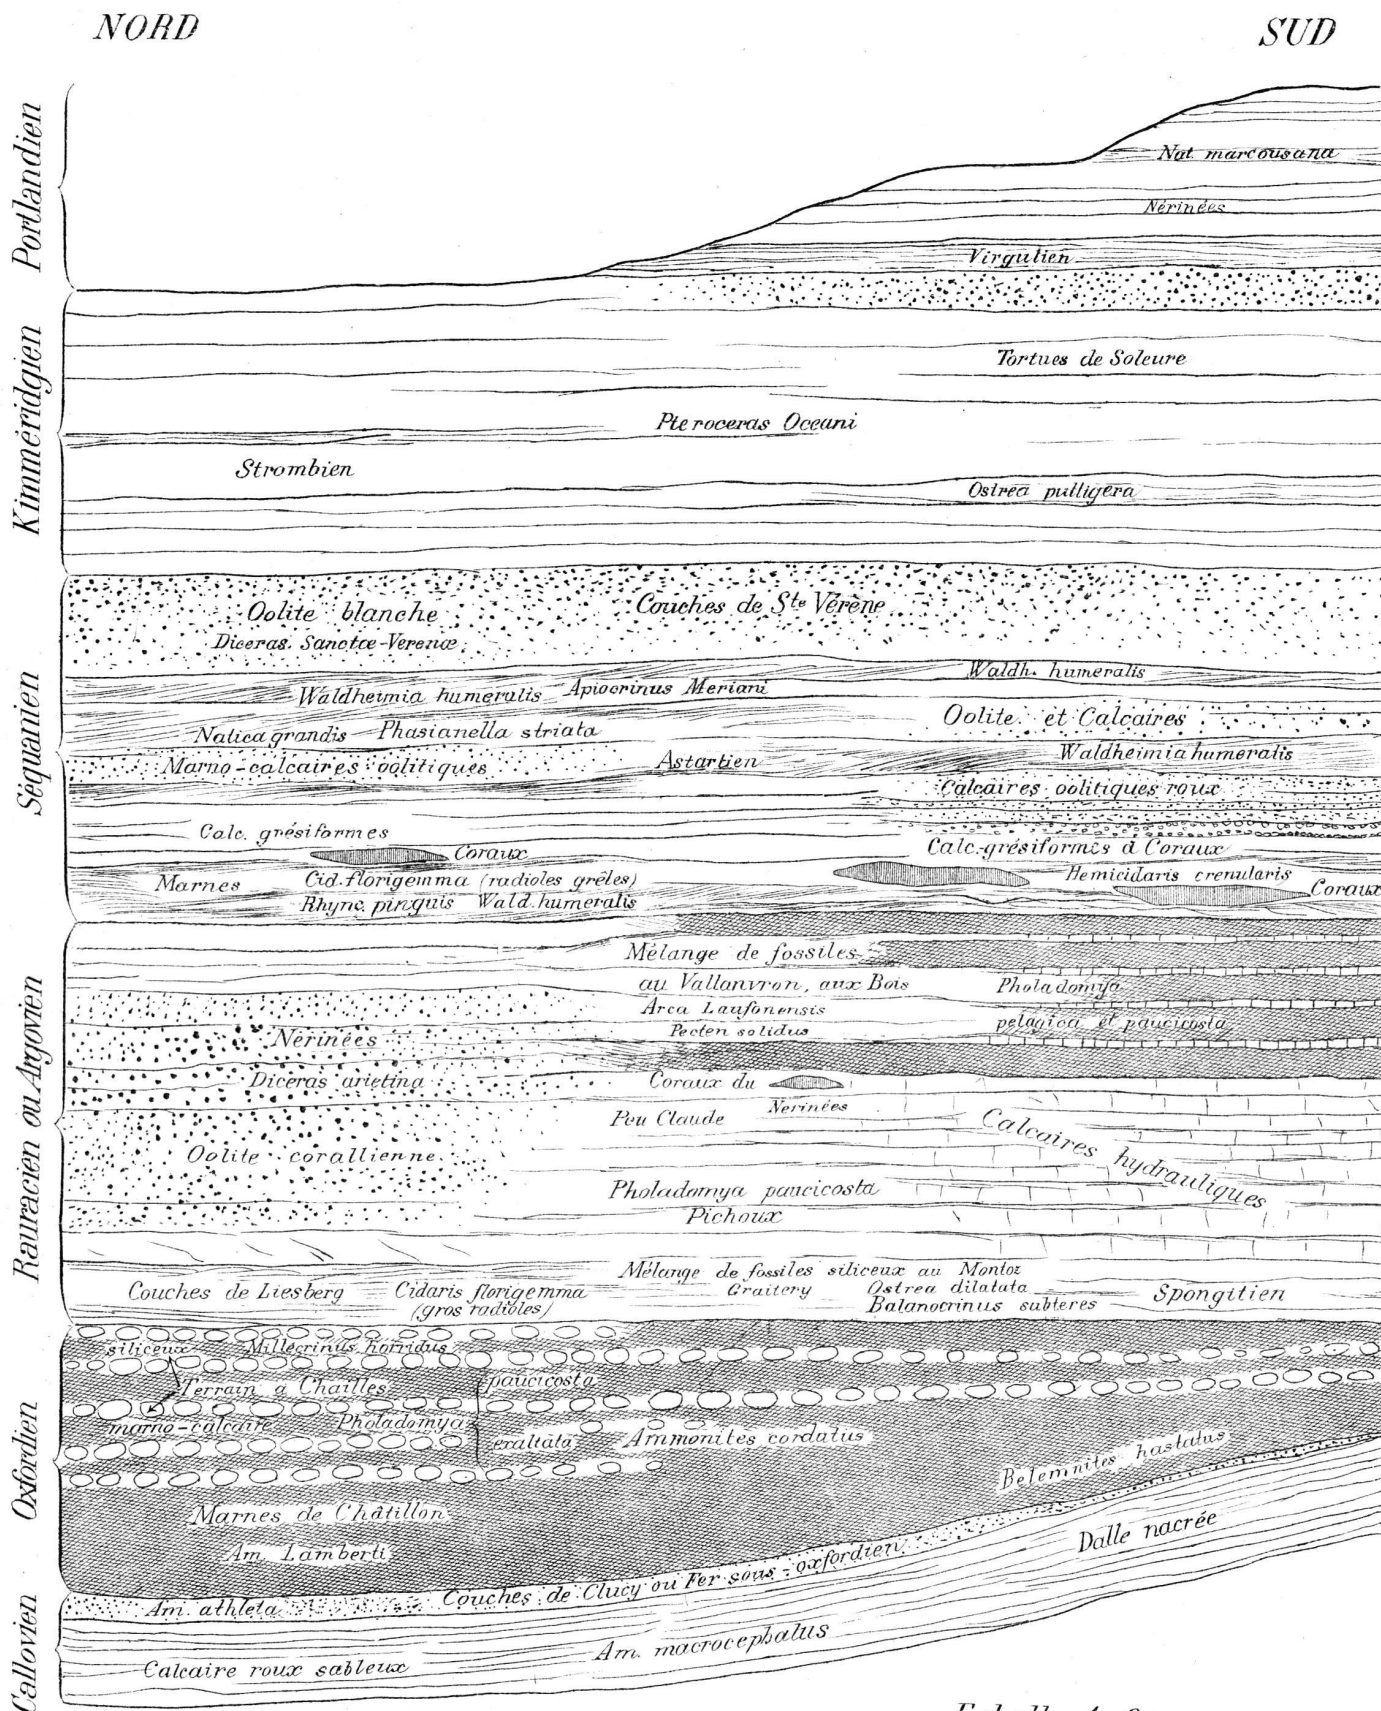 NORD
SUD
Portlandien
Nat. marcousana
Nérinées
Virgulien
Kimméridgien
Tortues de Soleure
Pteroceras Oceani
Strombien
Ostrea pulligera
Séquanien
Oolite blanche
Couches de Ste Vérène
Diceras Sanctæ-Verenæ
Waldh. humeralis
Waldheimia humeralis
Apiocrinus Meriani
Oolite et Calcaires
Natica grandis
Phasianella striata
Waldheimia humeralis
Marno-calcaires oolitiques
Astartien
Calcaires oolitiques roux
Calc. grésiformes
Calc. grésiformes à Coraux
Coraux
Hemicidaris crenularis
Marnes
Cid. florigemma (radioles grêles)
Coraux
Rhync. pinguis Wald. humeralis
Rauracien ou Argovien
Mélange de fossiles
au Vallanvron, aux Bois
Pholadomya
Arca Laufonensis
pelagica et paucicosta
Pecten solidus
Nérinées
Diceras arietina
Coraux du
Nerinées
Peu Claude
Calcaires hydrauliques
Oolite corallienne
Pholadomya paucicosta
Pichoux
Mélange de fossiles siliceux au Montoz
Couches de Liesberg
Cidaris florigemma
Graitery
Ostrea dilatata
Spongitien
(gros radioles)
Balanocrinus subteres
Oxfordien
siliceux
Millecrinus horridus
Terrain à Chailles
paucicosta
marno-calcaire
Pholadomya
exaltata
Ammonites cordatus
Belemnites hastatus
Marnes de Châtillon
Am. Lamberti
Dalle nacrée
Couches de Clucy ou Fer sous-oxfordien
Callovien
Am. athleta
Am. macrocephalus
Calcaire roux sableux